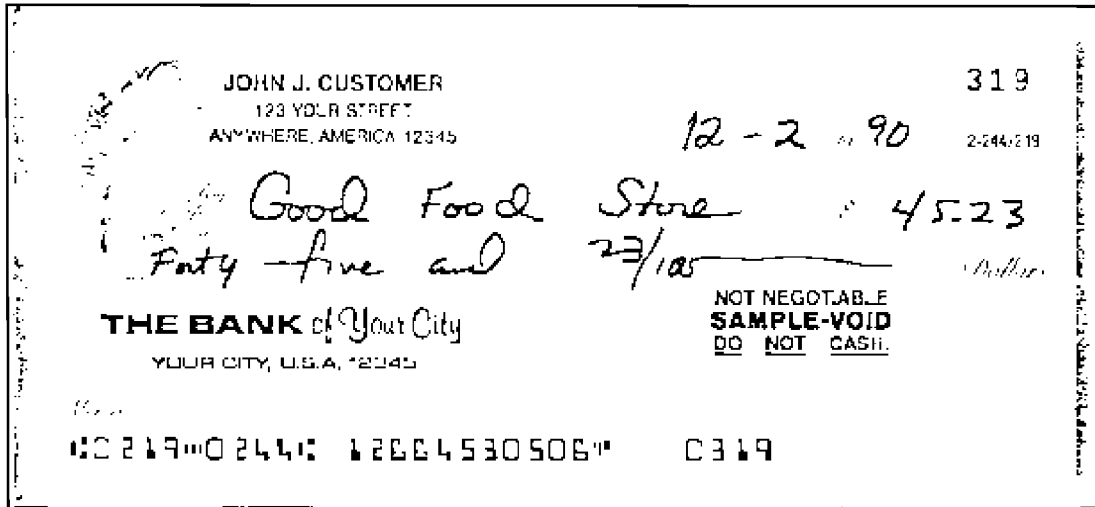 JOHN J. CUSTOMER 319
123 YOUR STREET
ANYWHERE, AMERICA 12345
12-2 90 2-244/219
Good Food Store $ 45.23
Forty-five and 23/100 Dollars
NOT NEGOTIABLE
THE BANK of Your City SAMPLE-VOID
DO NOT CASH.
YOUR CITY, U.S.A. 12345
0219 0244 12664530506 0319